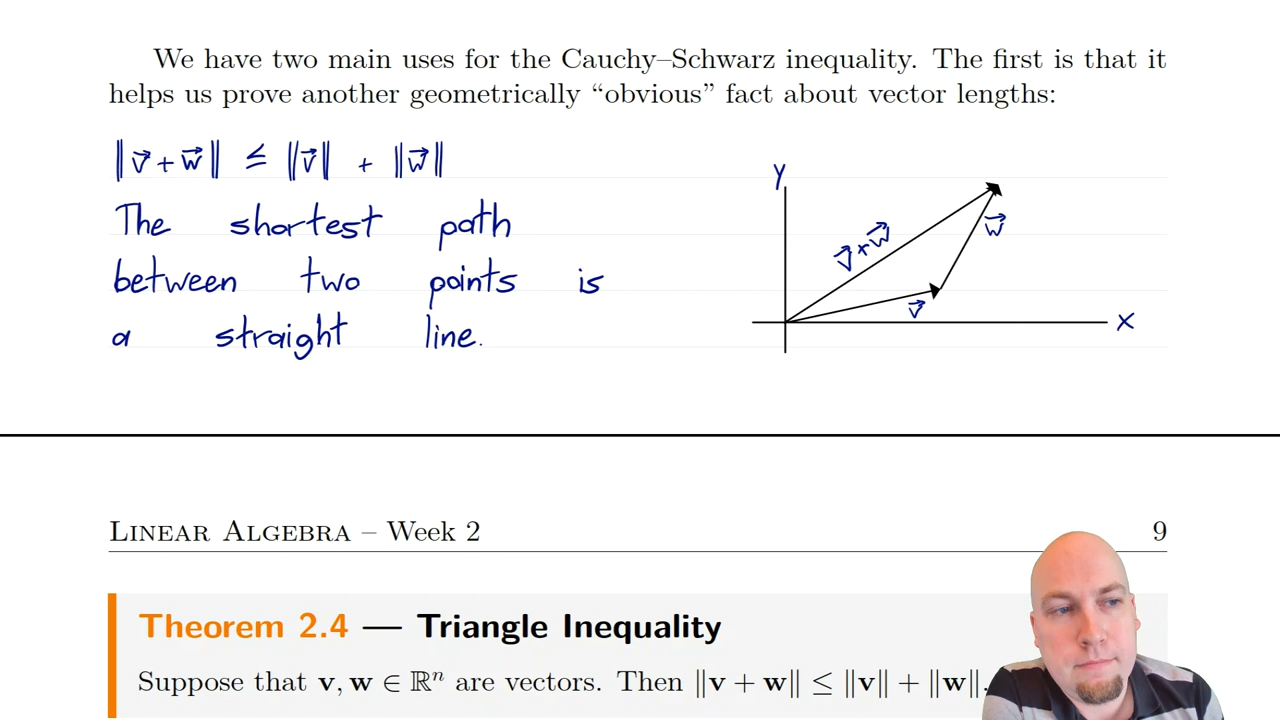 We have two main uses for the Cauchy–Schwarz inequality. The first is that it
helps us prove another geometrically “obvious” fact about vector lengths:
‖v⃗ + w⃗‖ ≤ ‖v⃗‖ + ‖w⃗‖
The shortest path
between two points is
a straight line.
y
v⃗ + w⃗
w⃗
v⃗
x
Linear Algebra – Week 2 9
Theorem 2.4 — Triangle Inequality
Suppose that v, w ∈ ℝⁿ are vectors. Then ‖v + w‖ ≤ ‖v‖ + ‖w‖.